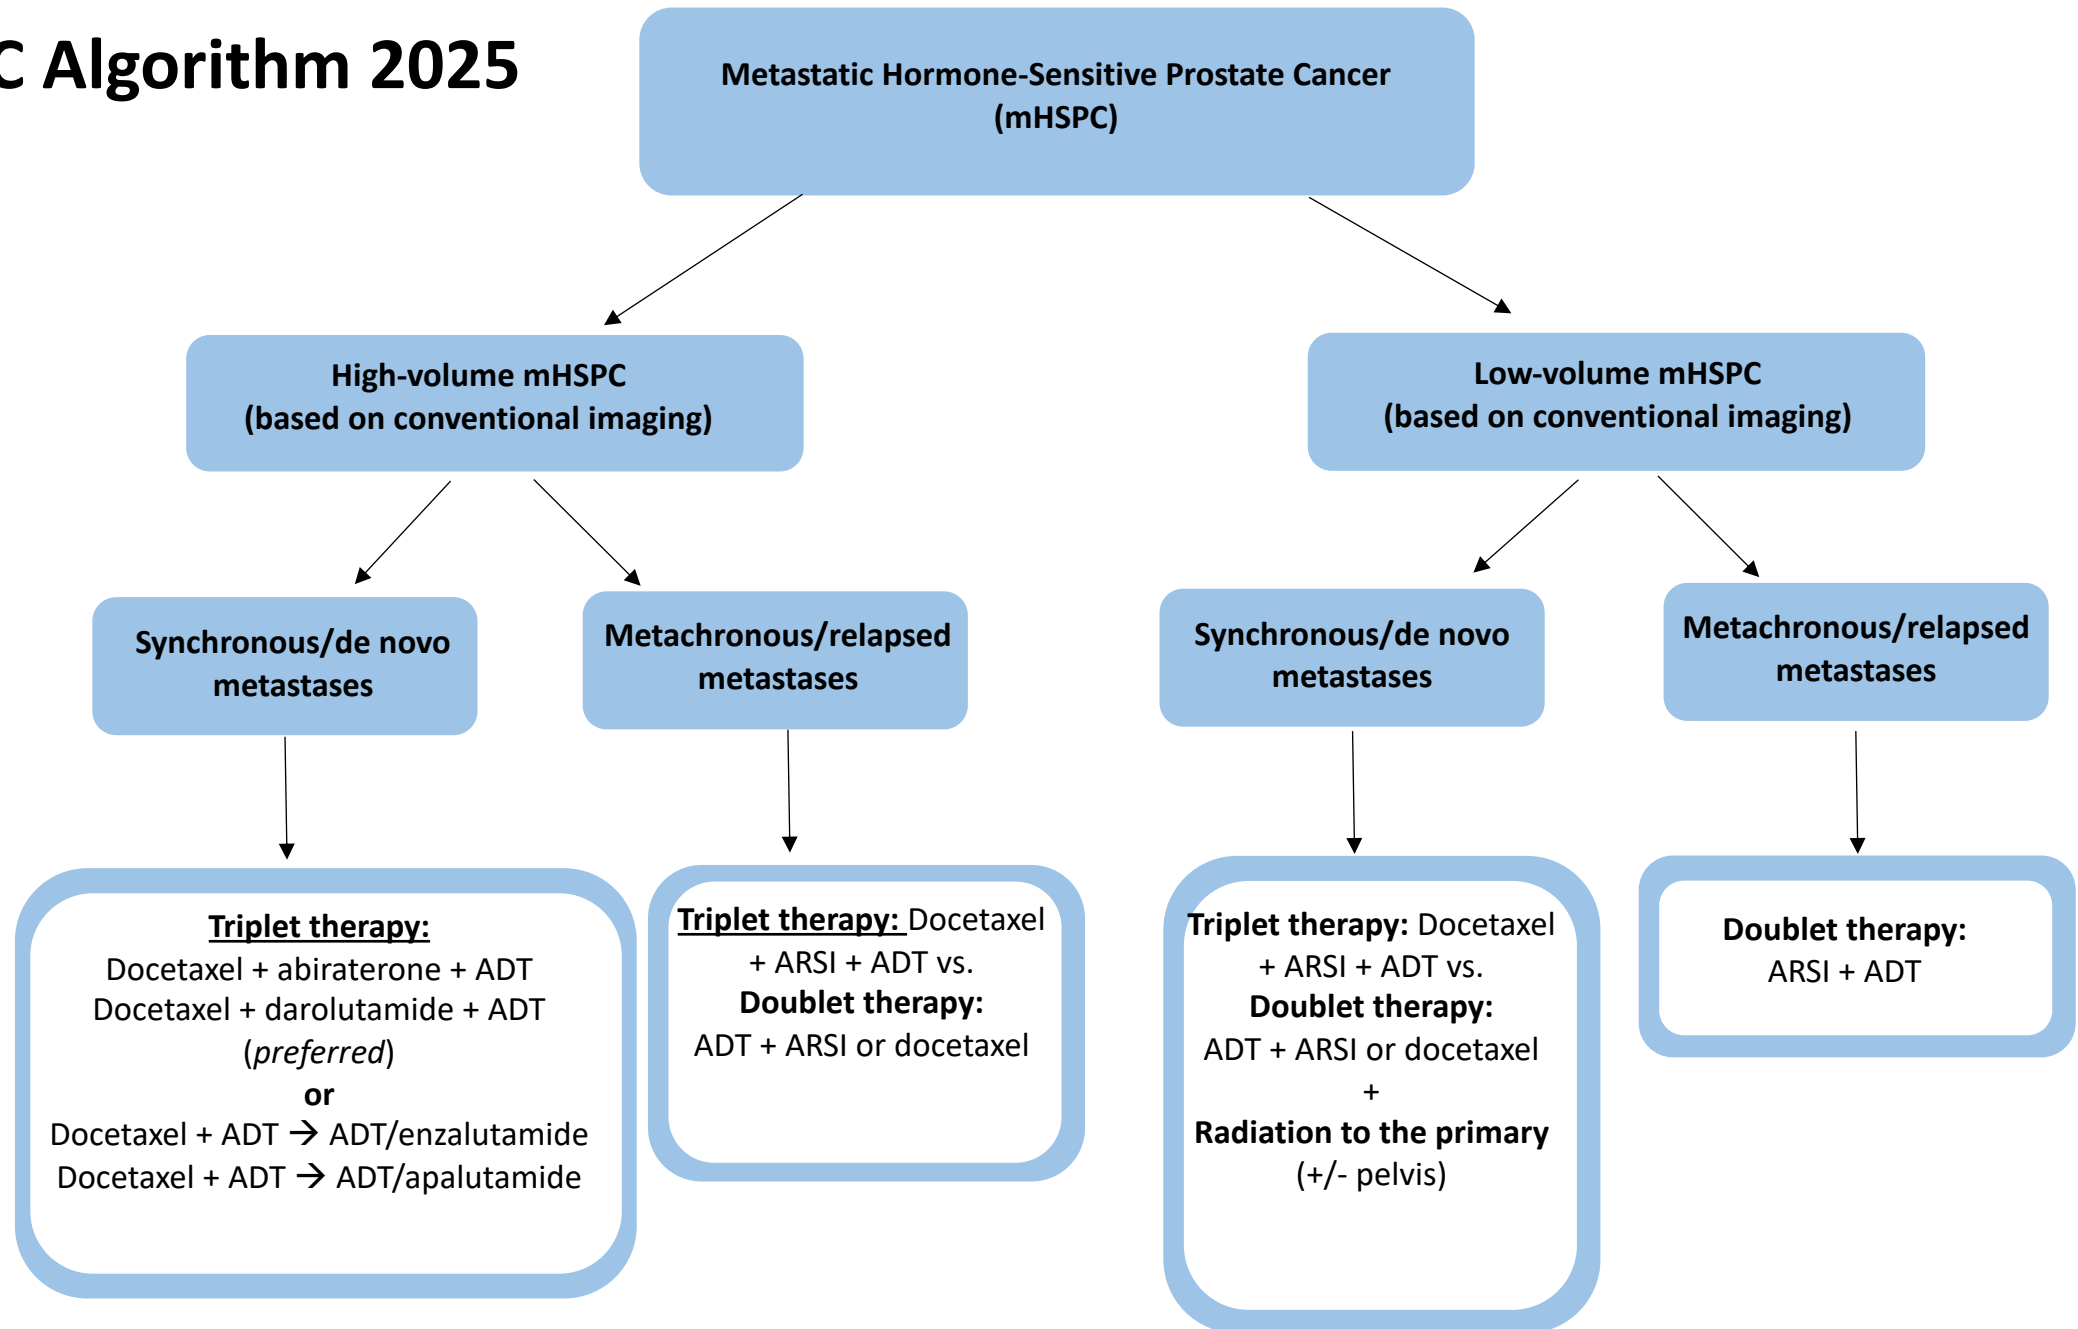 C Algorithm 2025
Metastatic Hormone-Sensitive Prostate Cancer
(mHSPC)
High-volume mHSPC
(based on conventional imaging)
Low-volume mHSPC
(based on conventional imaging)
Synchronous/de novo
metastases
Metachronous/relapsed
metastases
Synchronous/de novo
metastases
Metachronous/relapsed
metastases
Triplet therapy:
Docetaxel + abiraterone + ADT
Docetaxel + darolutamide + ADT
(preferred)
or
Docetaxel + ADT → ADT/enzalutamide
Docetaxel + ADT → ADT/apalutamide
Triplet therapy: Docetaxel
+ ARSI + ADT vs.
Doublet therapy:
ADT + ARSI or docetaxel
Triplet therapy: Docetaxel
+ ARSI + ADT vs.
Doublet therapy:
ADT + ARSI or docetaxel
+
Radiation to the primary
(+/- pelvis)
Doublet therapy:
ARSI + ADT